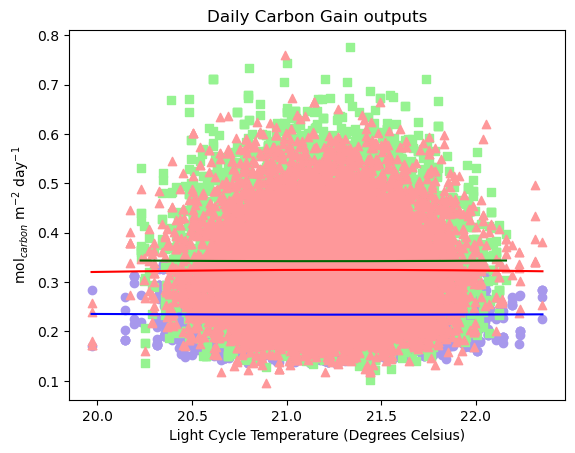 Daily Carbon Gain outputs
mol_carbon m⁻² day⁻¹
0.8
0.7
0.6
0.5
0.4
0.3
0.2
0.1
20.0 20.5 21.0 21.5 22.0
Light Cycle Temperature (Degrees Celsius)